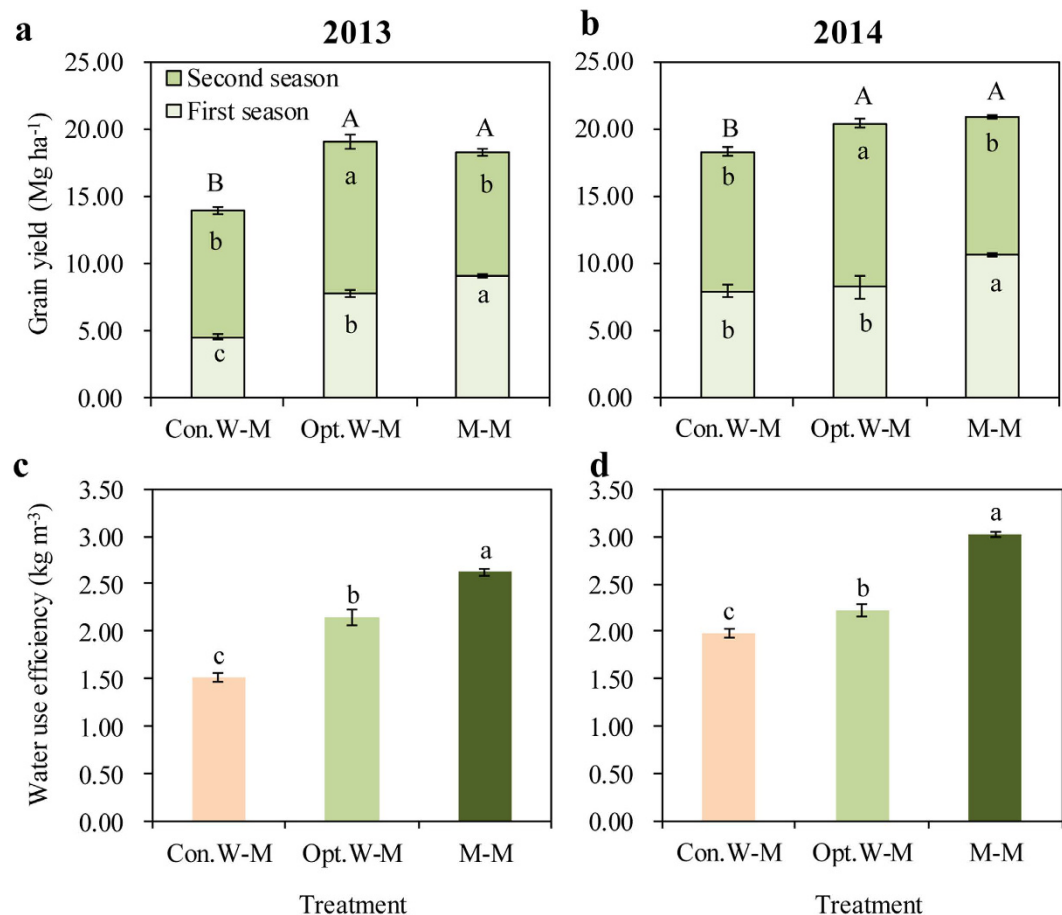 a
2013
25.00
20.00
15.00
10.00
5.00
0.00
Grain yield (Mg ha⁻¹)
Second season
First season
B
b
c
A
a
b
A
b
a
Con.W-M Opt.W-M M-M
b
2014
25.00
20.00
15.00
10.00
5.00
0.00
B
b
b
A
a
b
A
b
a
Con.W-M Opt.W-M M-M
c
3.50
3.00
2.50
2.00
1.50
1.00
0.50
0.00
Water use efficiency (kg m⁻³)
c
b
a
Con.W-M Opt.W-M M-M
Treatment
d
3.50
3.00
2.50
2.00
1.50
1.00
0.50
0.00
c
b
a
Con.W-M Opt.W-M M-M
Treatment